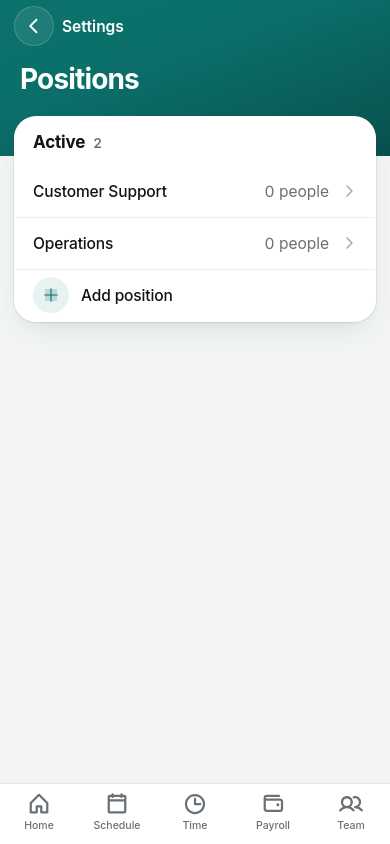 Settings
Positions
Active 2
Customer Support 0 people
Operations 0 people
Add position
Home Schedule Time Payroll Team